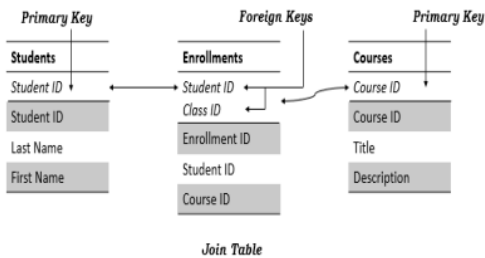 Primary Key
Foreign Keys
Primary Key
Students
Student ID
Student ID
Last Name
First Name
Enrollments
Student ID
Class ID
Enrollment ID
Student ID
Course ID
Courses
Course ID
Course ID
Title
Description
Join Table